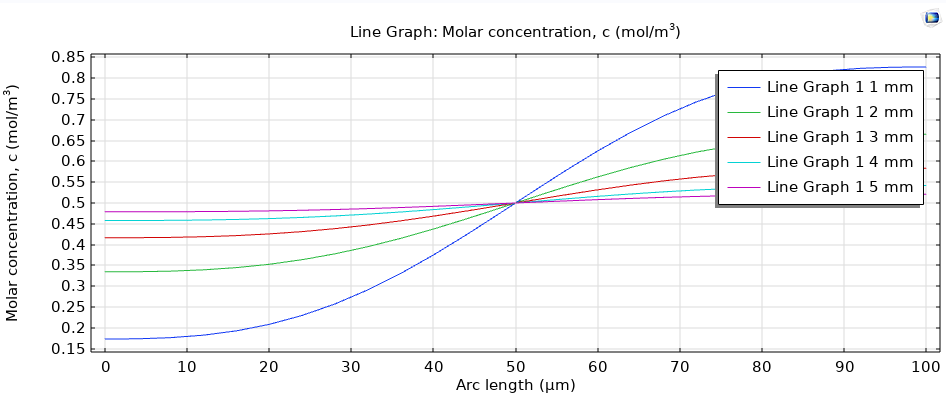 Line Graph: Molar concentration, c (mol/m³)
Molar concentration, c (mol/m³)
0.85
0.8
0.75
0.7
0.65
0.6
0.55
0.5
0.45
0.4
0.35
0.3
0.25
0.2
0.15
Line Graph 1 1 mm
Line Graph 1 2 mm
Line Graph 1 3 mm
Line Graph 1 4 mm
Line Graph 1 5 mm
0 10 20 30 40 50 60 70 80 90 100
Arc length (µm)